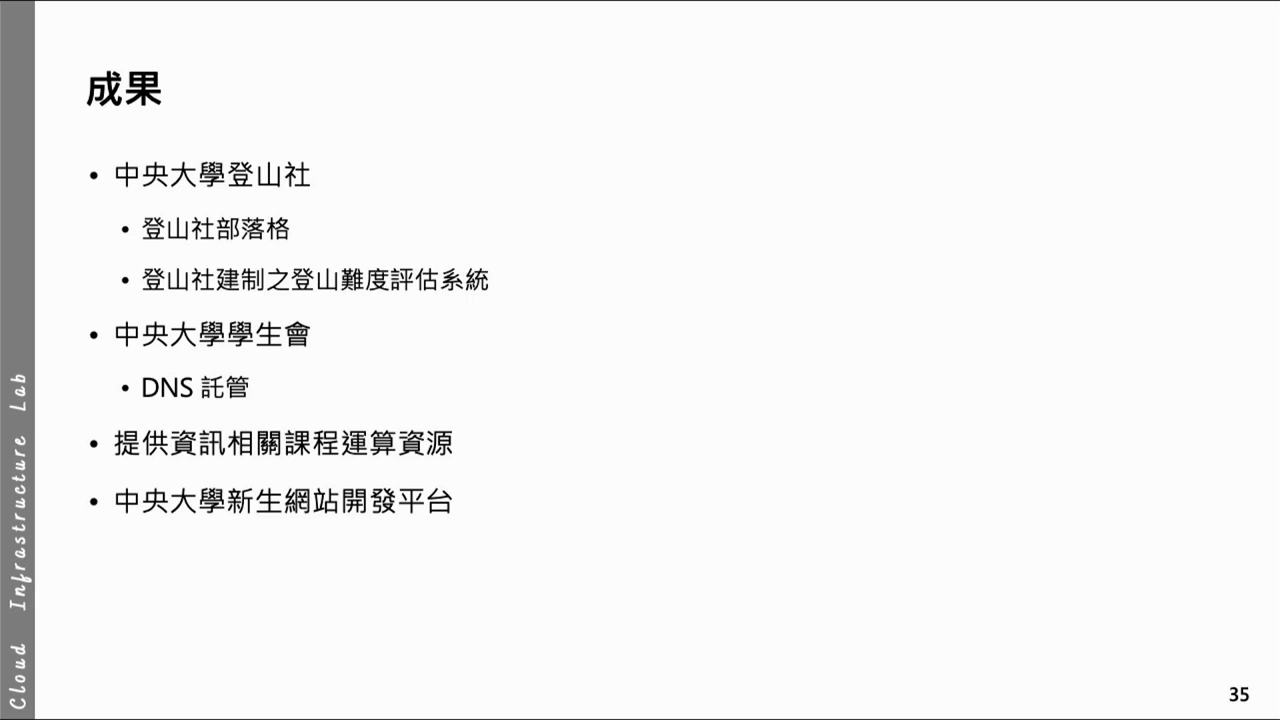 成果
• 中央大學登山社
• 登山社部落格
• 登山社建制之登山難度評估系統
• 中央大學學生會
• DNS 託管
• 提供資訊相關課程運算資源
• 中央大學新生網站開發平台
Cloud Infrastructure Lab
35